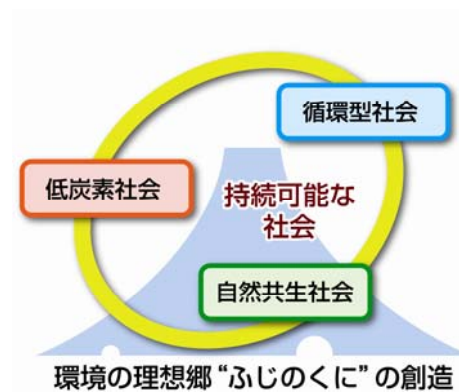 循環型社会
低炭素社会
持続可能な
社会
自然共生社会
環境の理想郷“ふじのくに”の創造